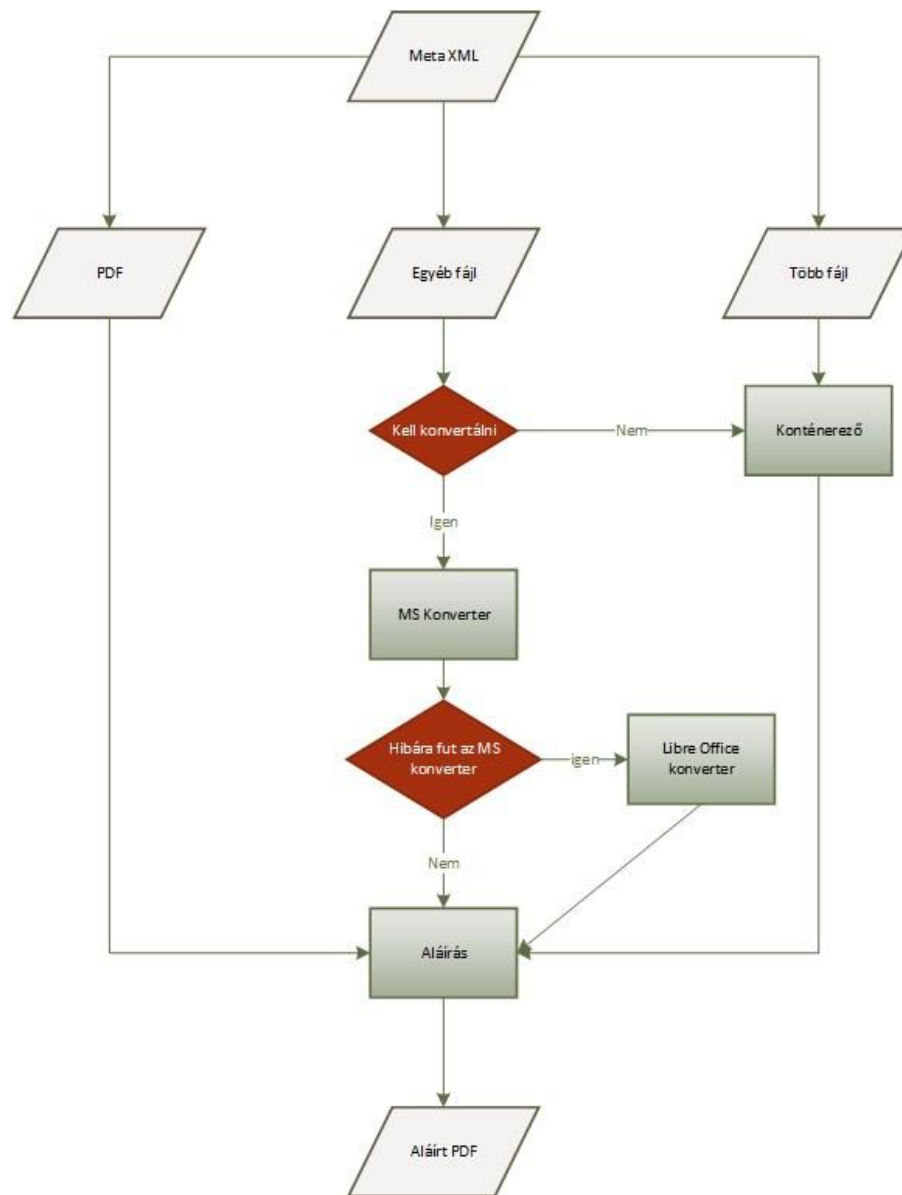 Meta XML
PDF
Egyéb fájl
Több fájl
Kell konvertálni
Nem
Konténerező
Igen
MS Konverter
Hibára fut az MS
konverter
igen
Libre Office
konverter
Nem
Aláírás
Aláírt PDF